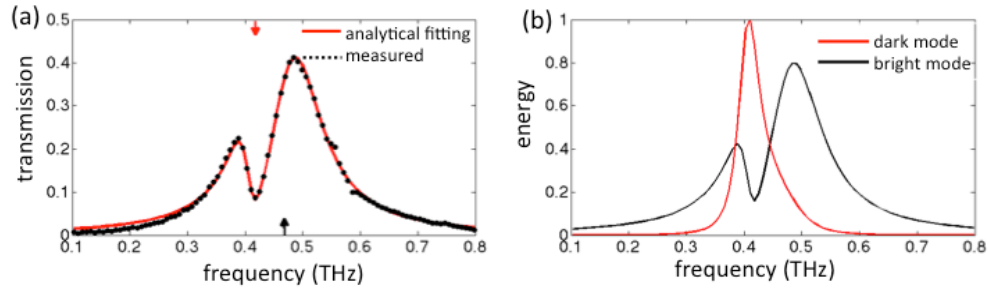 (a)
transmission
0.5
0.4
0.3
0.2
0.1
0
analytical fitting
measured
0.1 0.2 0.3 0.4 0.5 0.6 0.7 0.8
frequency (THz)
(b)
energy
1
0.8
0.6
0.4
0.2
0
dark mode
bright mode
0.1 0.2 0.3 0.4 0.5 0.6 0.7 0.8
frequency (THz)